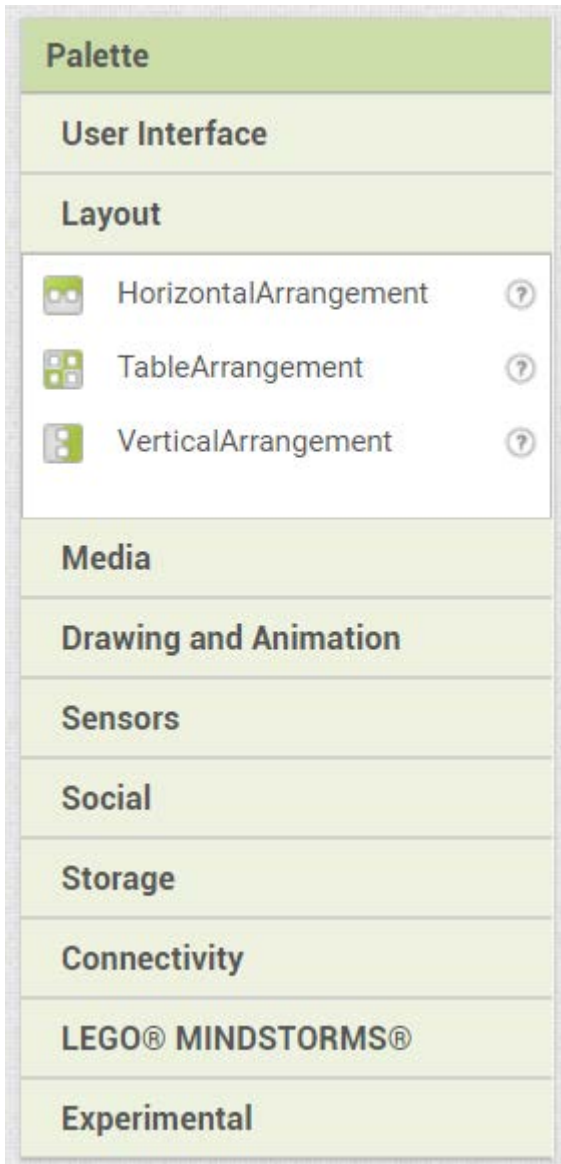 Palette
User Interface
Layout
HorizontalArrangement ?
TableArrangement ?
VerticalArrangement ?
Media
Drawing and Animation
Sensors
Social
Storage
Connectivity
LEGO® MINDSTORMS®
Experimental